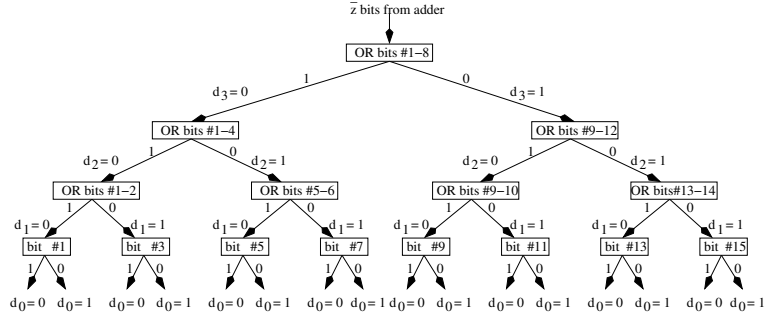 z̄ bits from adder
OR bits #1–8
1 0
d3=0 d3=1
OR bits #1–4 OR bits #9–12
1 0 1 0
d2=0 d2=1 d2=0 d2=1
OR bits #1–2 OR bits #5–6 OR bits #9–10 OR bits#13–14
1 0 1 0 1 0 1 0
d1=0 d1=1 d1=0 d1=1 d1=0 d1=1 d1=0 d1=1
bit #1 bit #3 bit #5 bit #7 bit #9 bit #11 bit #13 bit #15
1 0 1 0 1 0 1 0 1 0 1 0 1 0 1 0
d0=0 d0=1 d0=0 d0=1 d0=0 d0=1 d0=0 d0=1 d0=0 d0=1 d0=0 d0=1 d0=0 d0=1 d0=0 d0=1